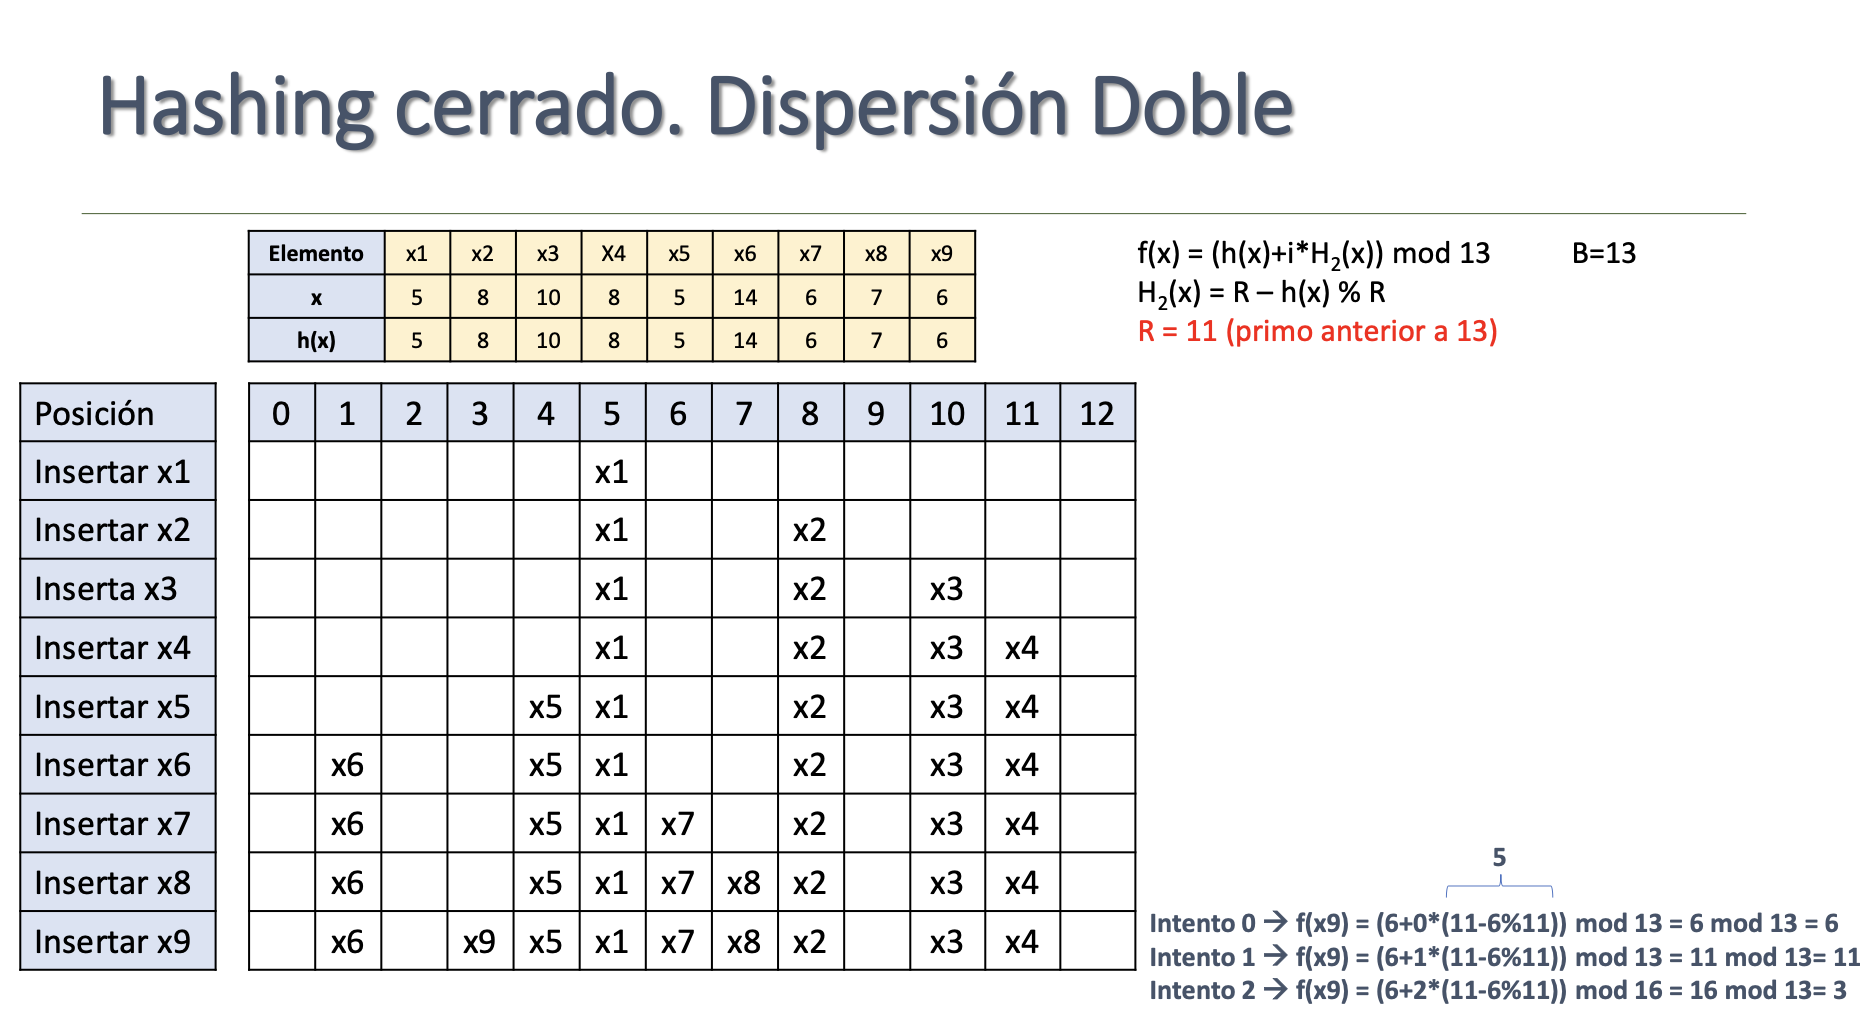 Hashing cerrado. Dispersión Doble
Elemento x1 x2 x3 X4 x5 x6 x7 x8 x9
x 5 8 10 8 5 14 6 7 6
h(x) 5 8 10 8 5 14 6 7 6
f(x) = (h(x)+i*H2(x)) mod 13 B=13
H2(x) = R – h(x) % R
R = 11 (primo anterior a 13)
Posición 0 1 2 3 4 5 6 7 8 9 10 11 12
Insertar x1 x1
Insertar x2 x1 x2
Inserta x3 x1 x2 x3
Insertar x4 x1 x2 x3 x4
Insertar x5 x5 x1 x2 x3 x4
Insertar x6 x6 x5 x1 x2 x3 x4
Insertar x7 x6 x5 x1 x7 x2 x3 x4
Insertar x8 x6 x5 x1 x7 x8 x2 x3 x4
Insertar x9 x6 x9 x5 x1 x7 x8 x2 x3 x4
5
Intento 0 → f(x9) = (6+0*(11-6%11)) mod 13 = 6 mod 13 = 6
Intento 1 → f(x9) = (6+1*(11-6%11)) mod 13 = 11 mod 13= 11
Intento 2 → f(x9) = (6+2*(11-6%11)) mod 16 = 16 mod 13= 3